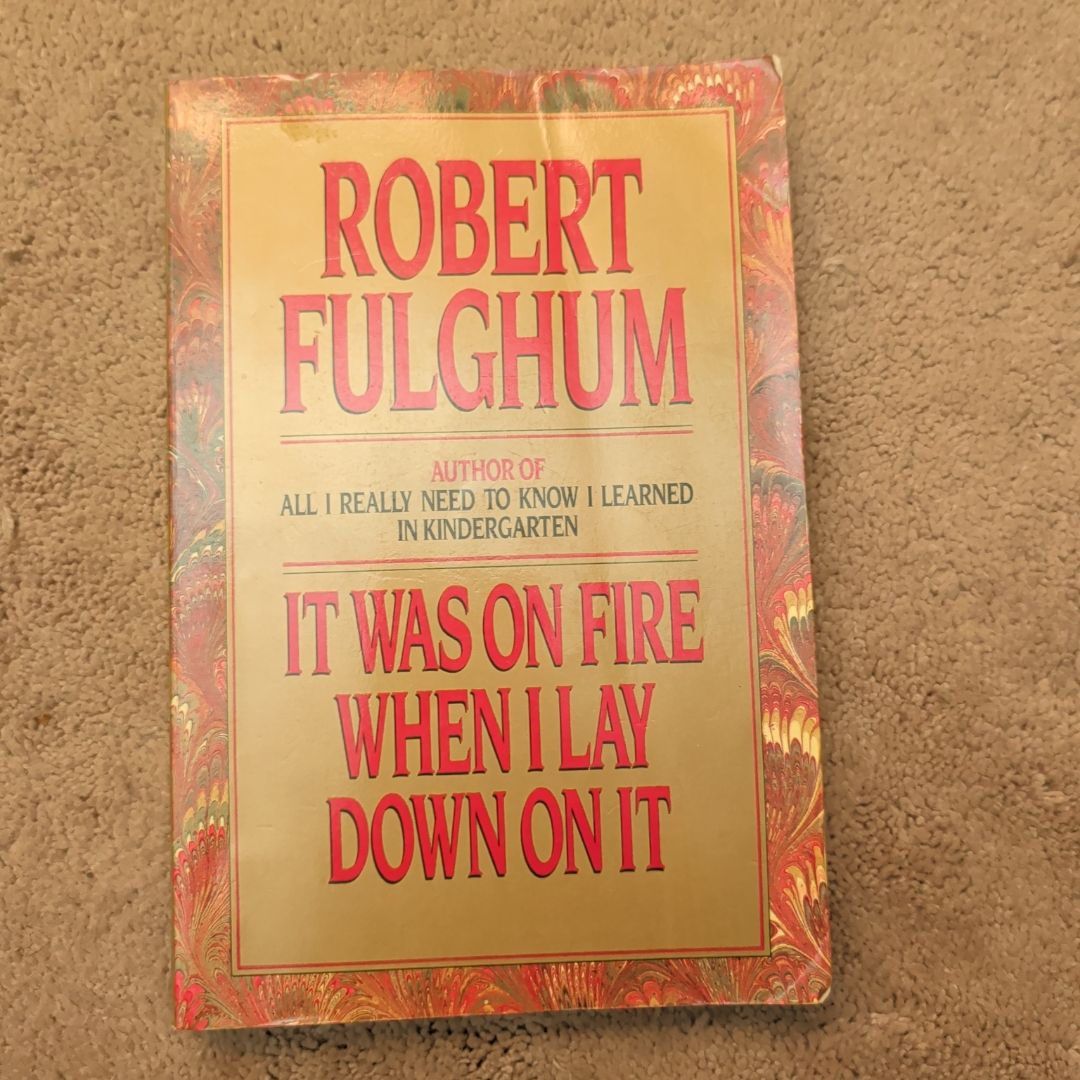 ROBERT
FULGHUM
AUTHOR OF
ALL I REALLY NEED TO KNOW I LEARNED
IN KINDERGARTEN
IT WAS ON FIRE
WHEN I LAY
DOWN ON IT